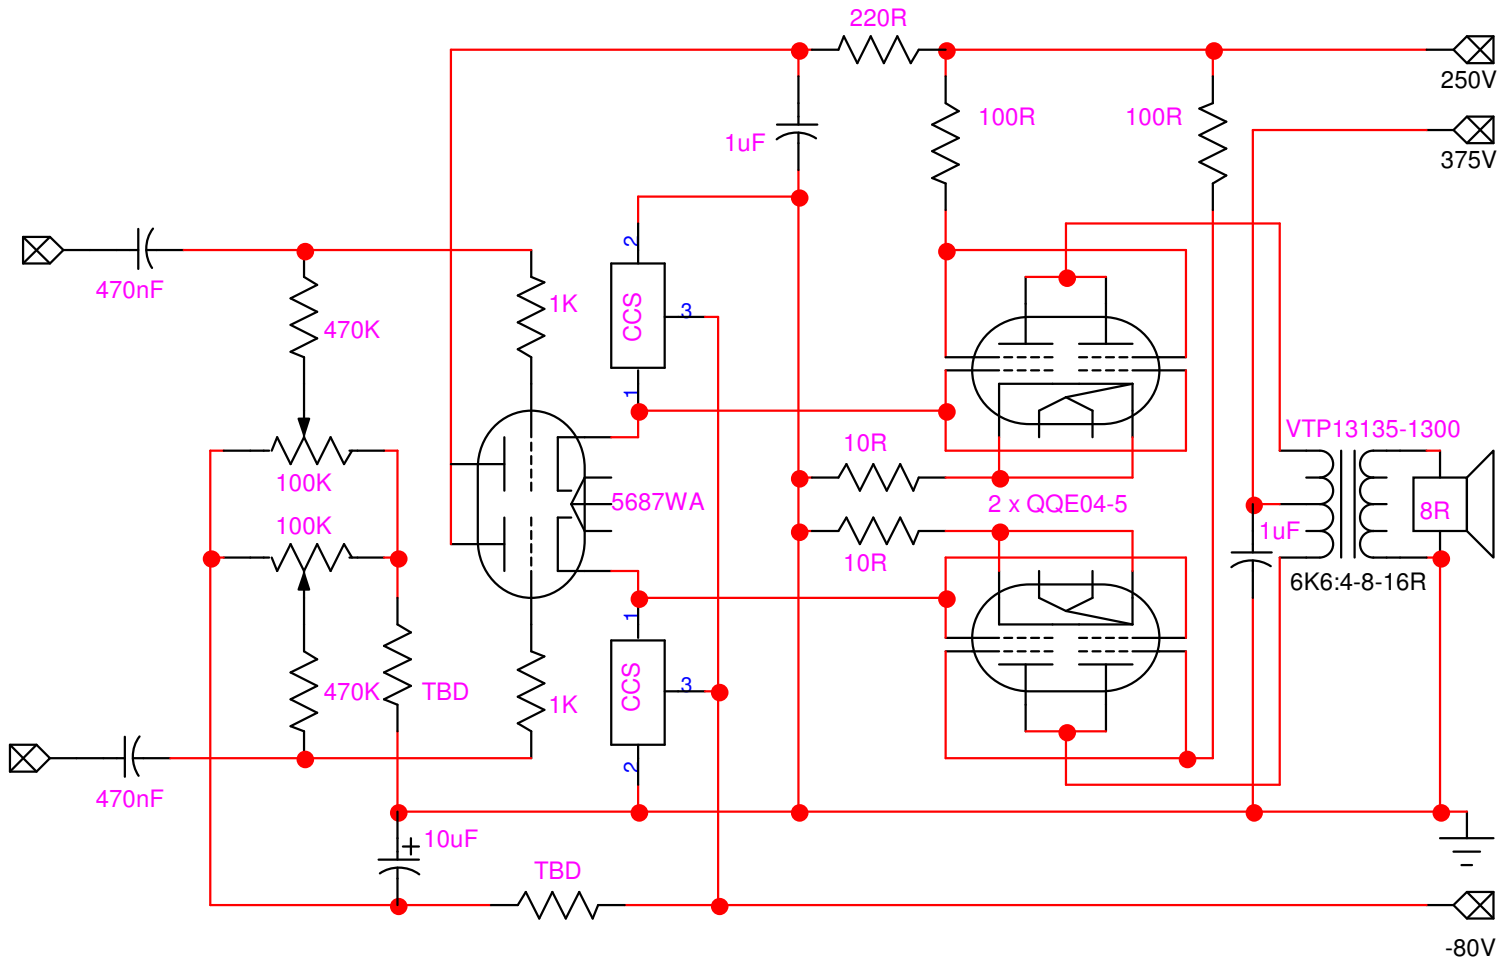 220R
250V
100R
100R
1uF
375V
2
470nF
1K
CCS
3
470K
1
VTP13135-1300
10R
100K
5687WA
2 x QQE04-5
8R
100K
1uF
10R
6K6:4-8-16R
1
470K
TBD
CCS
3
1K
2
470nF
+
10uF
TBD
-80V